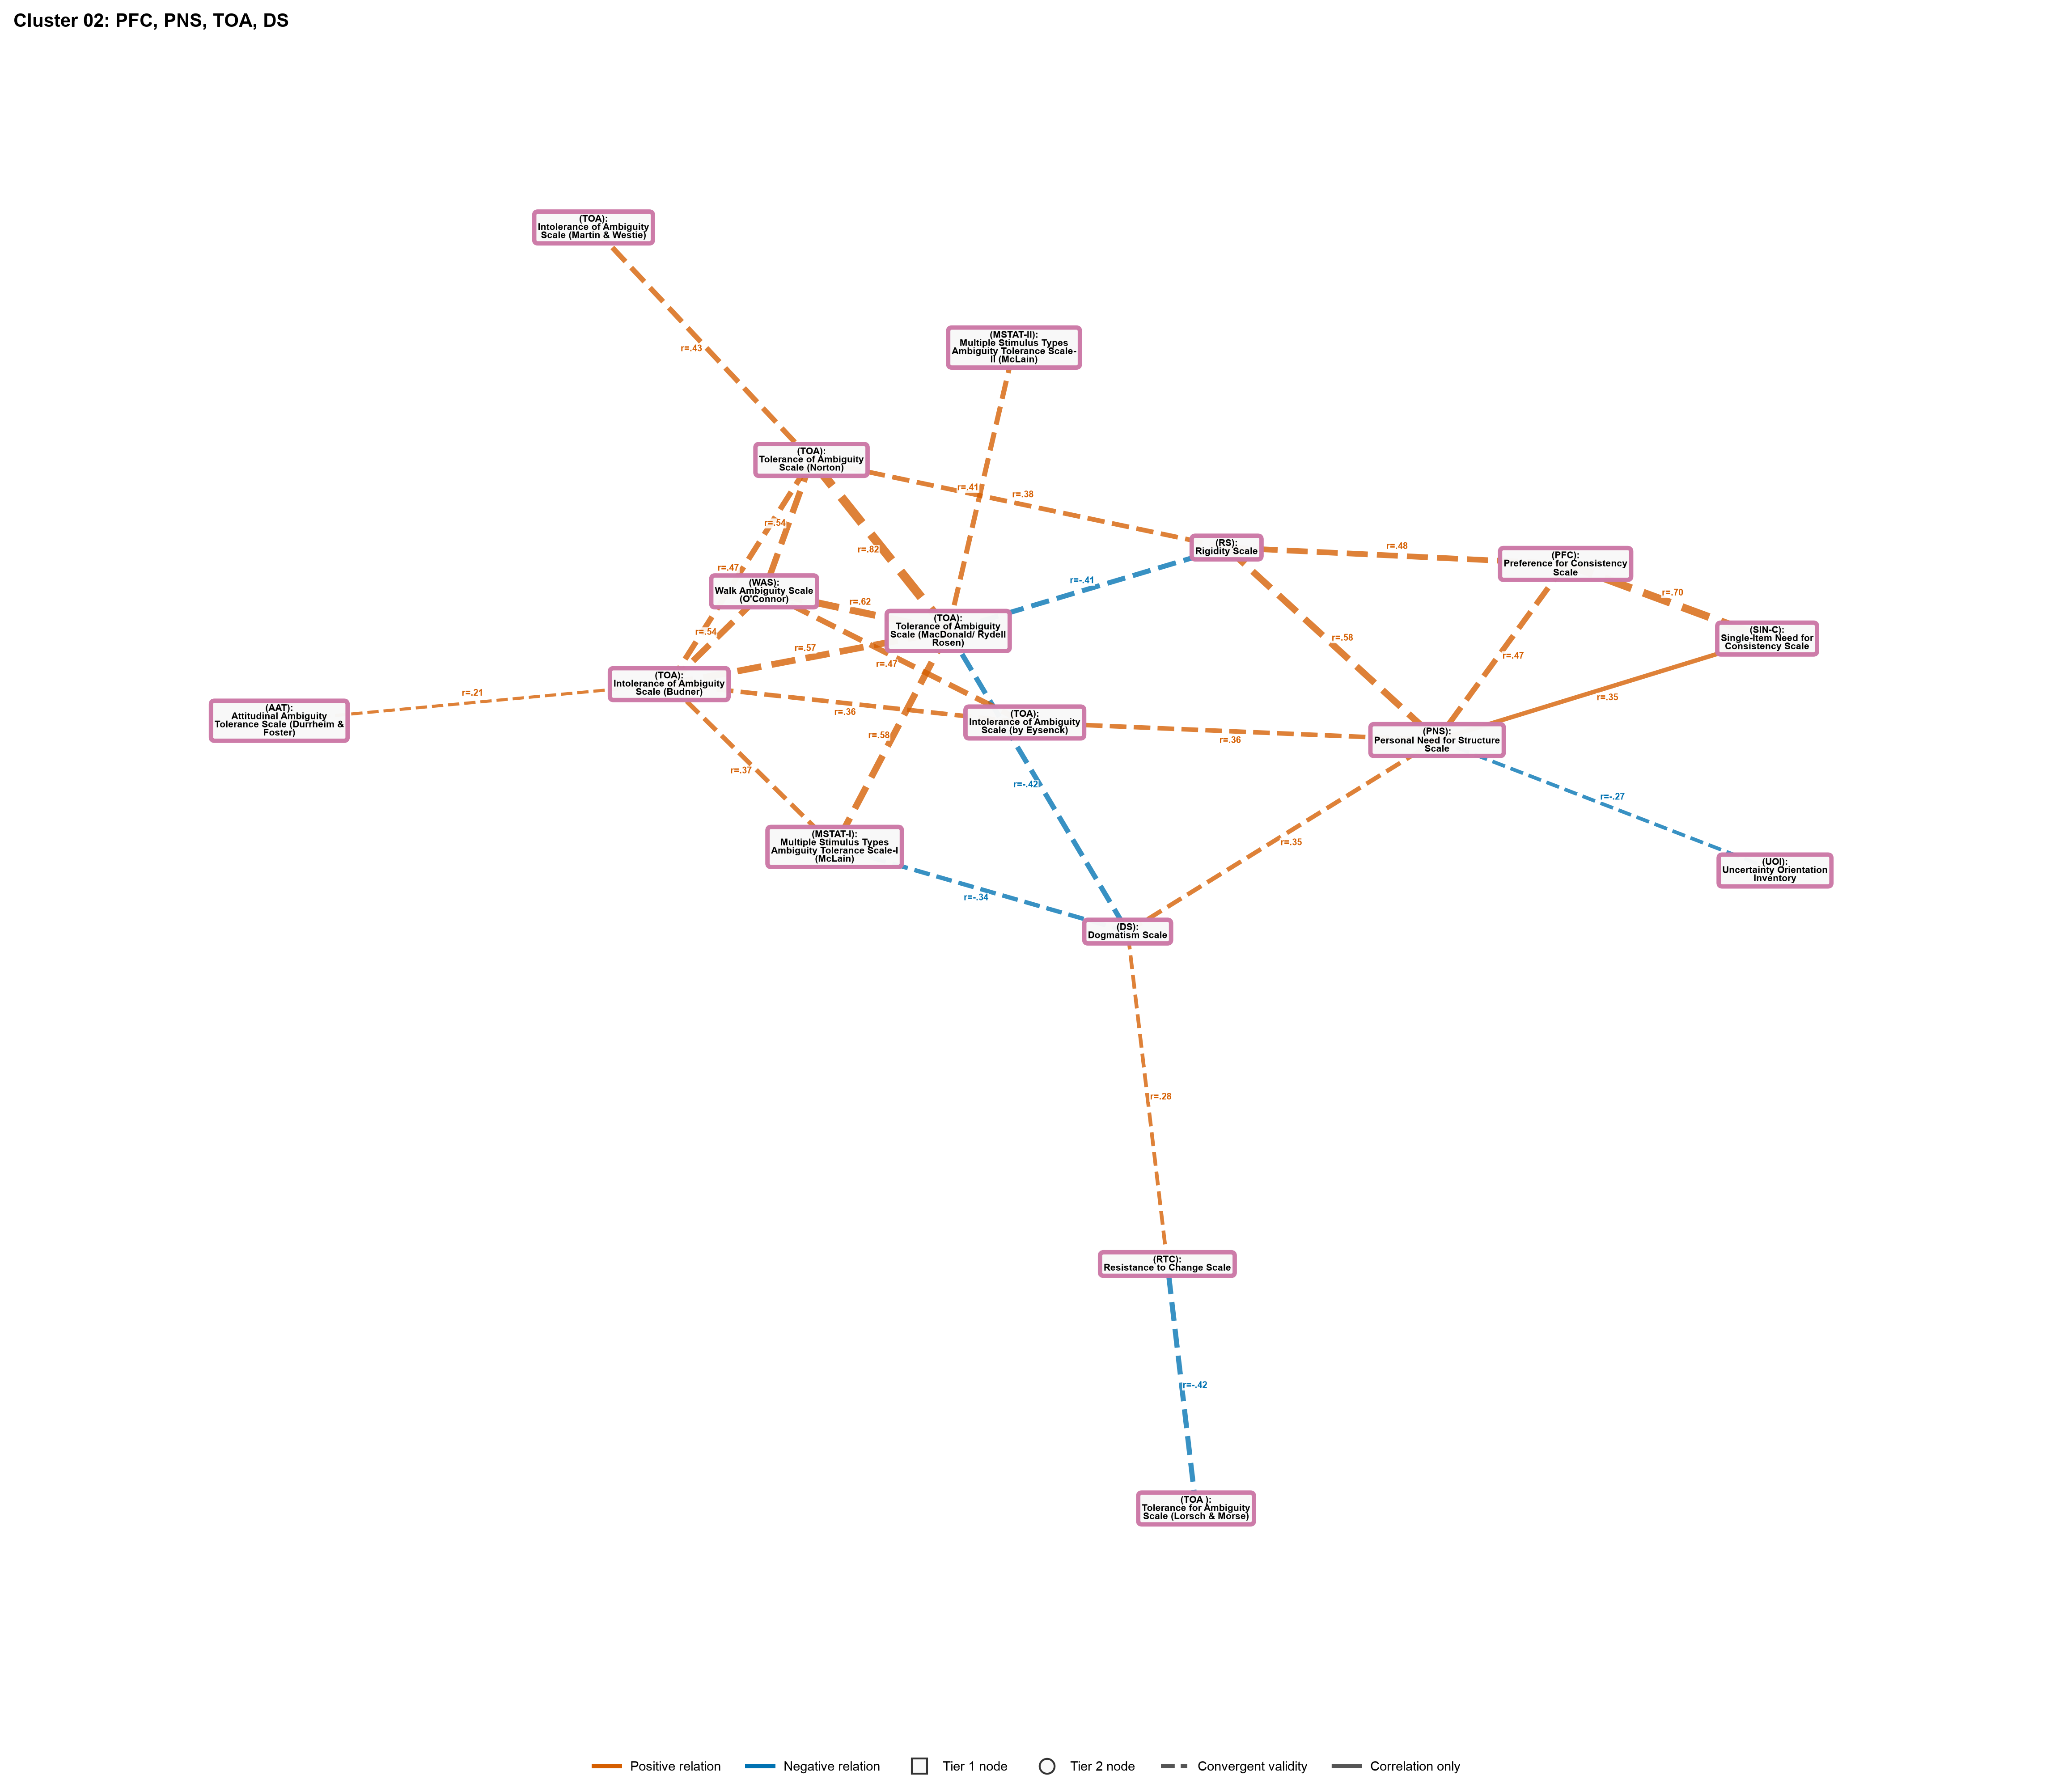 Cluster 02: PFC, PNS, TOA, DS
(TOA):
Intolerance of Ambiguity
Scale (Martin & Westie)
(MSTAT-II):
Multiple Stimulus Types
Ambiguity Tolerance Scale-
II (McLain)
r=.43
(TOA):
Tolerance of Ambiguity
Scale (Norton)
r=.41
r=.38
r=.54
r=.82
(RS):
Rigidity Scale
r=.48
(PFC):
Preference for Consistency
Scale
r=.47
(WAS):
Walk Ambiguity Scale
(O'Connor)
r=-.41
r=.70
r=.62
(TOA):
Tolerance of Ambiguity
Scale (MacDonald/ Rydell
Rosen)
r=.54
r=.58
(SIN-C):
Single-Item Need for
Consistency Scale
r=.57
r=.47
r=.47
(TOA):
Intolerance of Ambiguity
Scale (Budner)
r=.21
r=.35
(AAT):
Attitudinal Ambiguity
Tolerance Scale (Durrheim &
Foster)
r=.36
(TOA):
Intolerance of Ambiguity
Scale (by Eysenck)
r=.58
r=.36
(PNS):
Personal Need for Structure
Scale
r=.37
r=-.42
r=-.27
(MSTAT-I):
Multiple Stimulus Types
Ambiguity Tolerance Scale-I
(McLain)
r=.35
(UOI):
Uncertainty Orientation
Inventory
r=-.34
(DS):
Dogmatism Scale
r=.28
(RTC):
Resistance to Change Scale
r=-.42
(TOA ):
Tolerance for Ambiguity
Scale (Lorsch & Morse)
Positive relation
Negative relation
Tier 1 node
Tier 2 node
Convergent validity
Correlation only